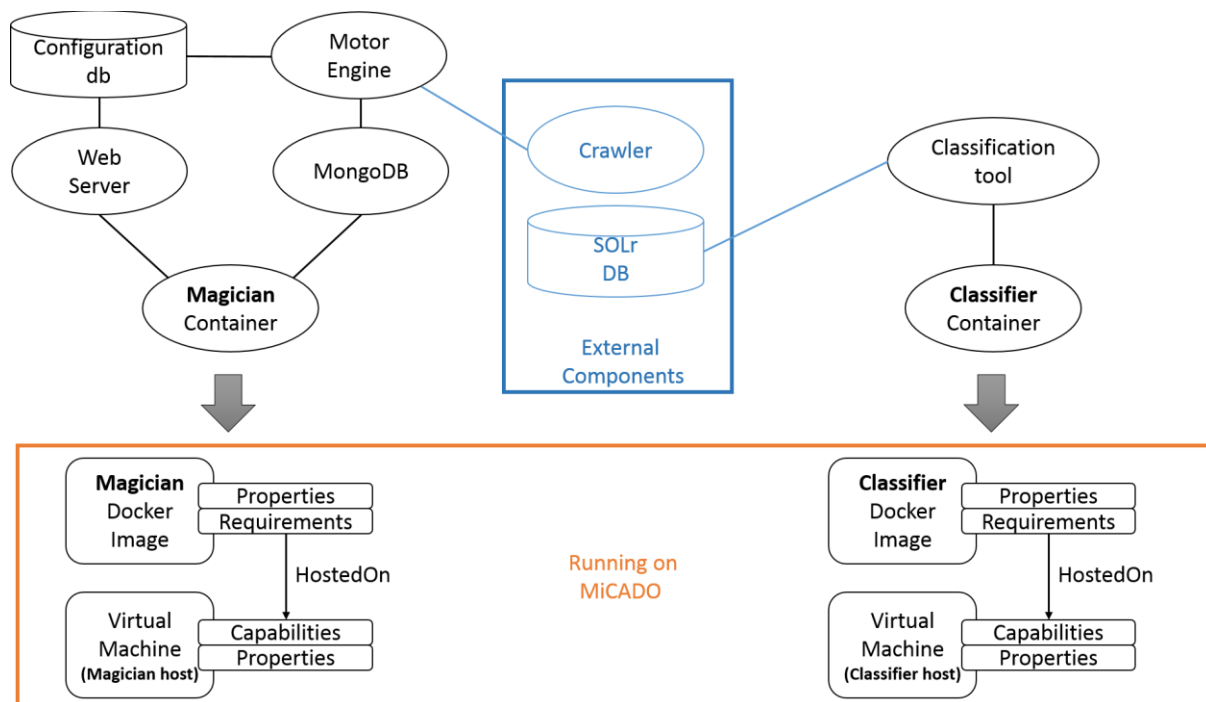 Configuration
db
Motor
Engine
Web
Server
MongoDB
Magician
Container
Crawler
SOLr
DB
External
Components
Classification
tool
Classifier
Container
Magician
Docker
Image
Properties
Requirements
HostedOn
Virtual
Machine
(Magician host)
Capabilities
Properties
Running on
MiCADO
Classifier
Docker
Image
Properties
Requirements
HostedOn
Virtual
Machine
(Classifier host)
Capabilities
Properties